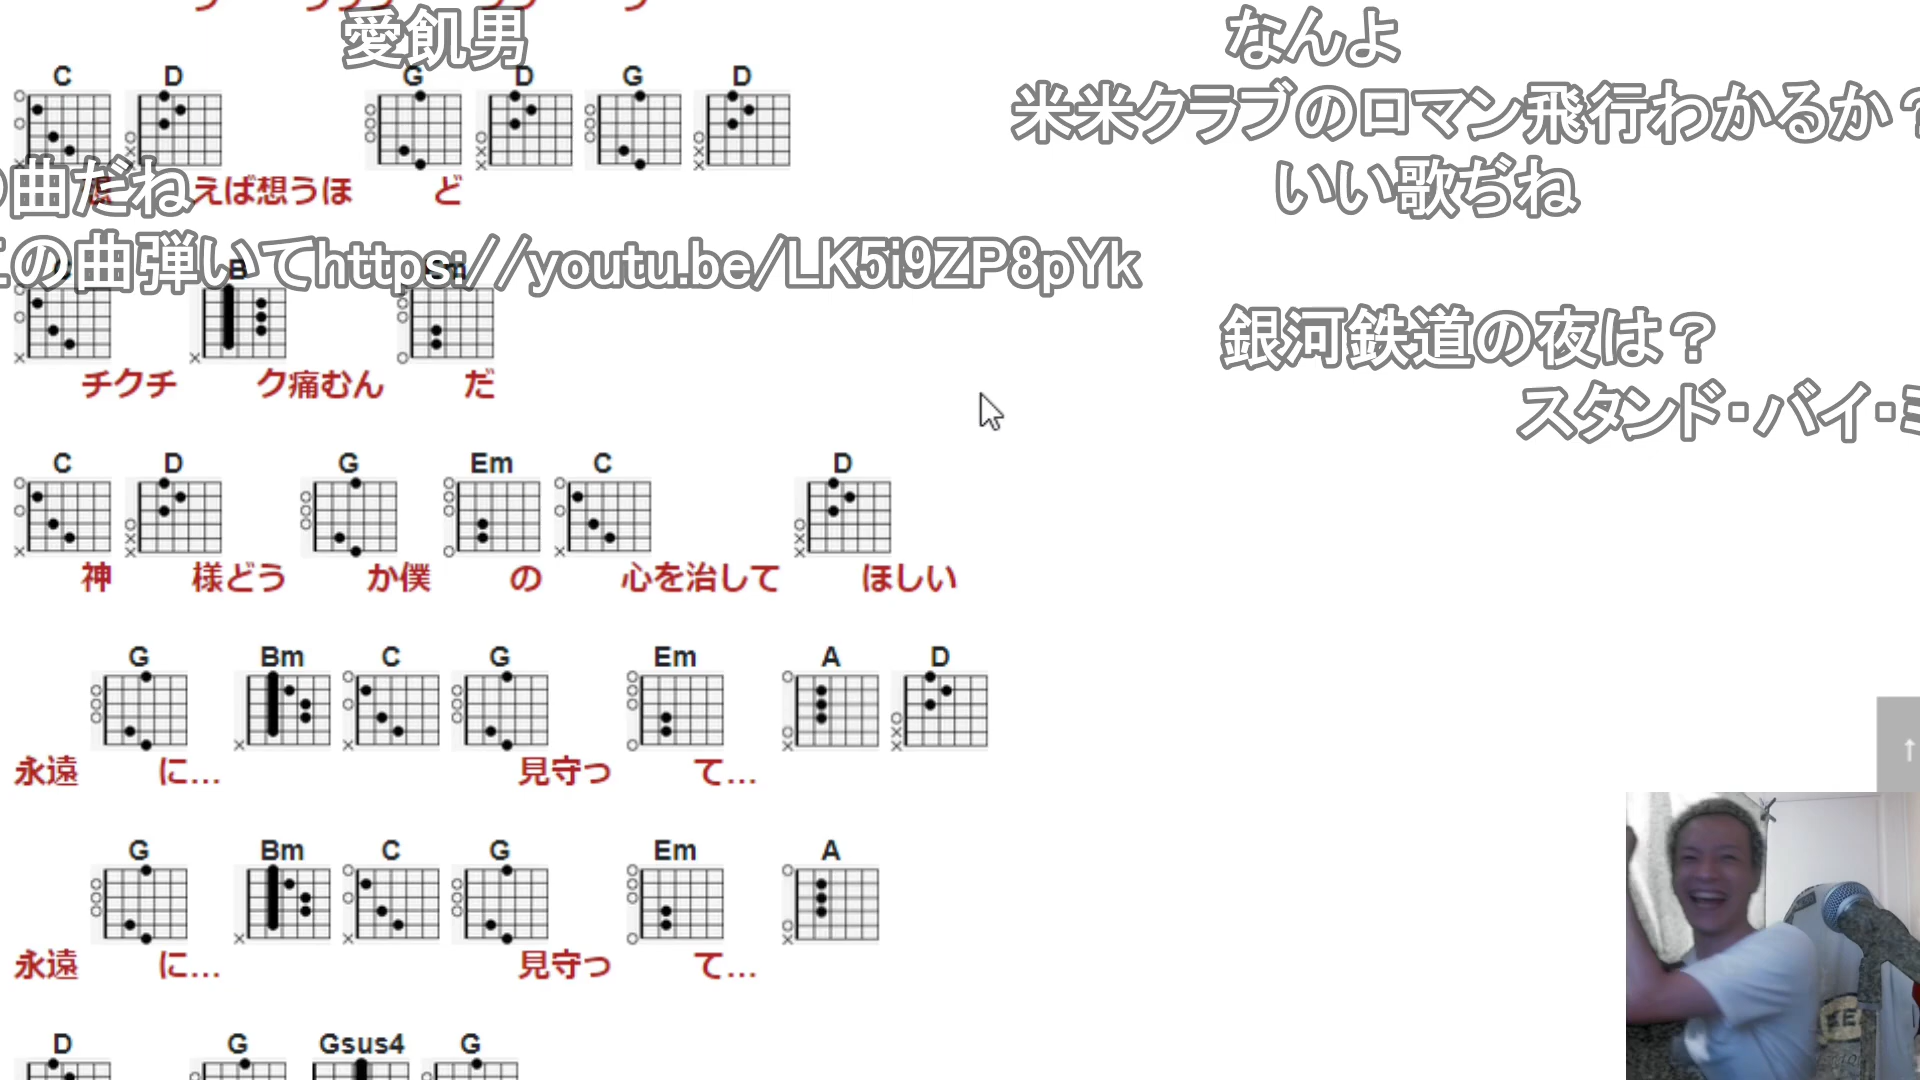 愛飢男
なんよ
C D G D G D
米米クラブのロマン飛行わかるか？
曲だね
えば想うほ ど
いい歌ぢね
の曲弾いてhttps://youtu.be/LK5i9ZP8pYk
B
チクチ ク痛むん だ
銀河鉄道の夜は？
スタンド・バイ・ミ
C D G Em C D
神 様どう か僕 の 心を治して ほしい
G Bm C G Em A D
永遠 に… 見守っ て…
↑
G Bm C G Em A
永遠 に… 見守っ て…
D G Gsus4 G